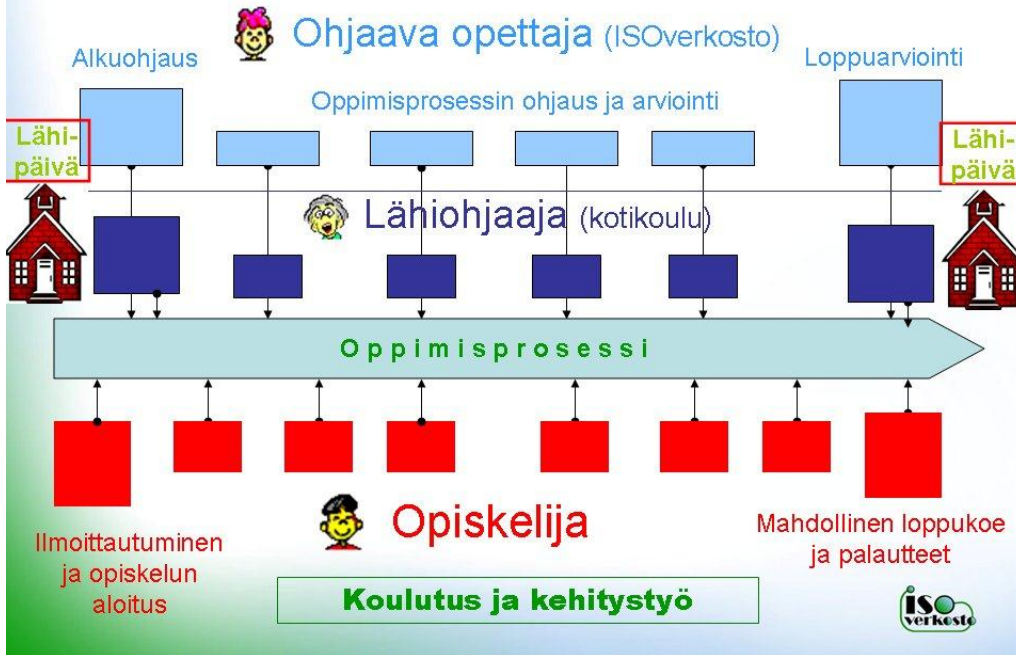 Ohjaava opettaja (ISOverkosto)
Alkuohjaus
Loppuarviointi
Oppimisprosessin ohjaus ja arviointi
Lähi-
päivä
Lähi-
päivä
Lähiohjaaja (kotikoulu)
Oppimisprosessi
Opiskelija
Ilmoittautuminen
ja opiskelun
aloitus
Mahdollinen loppukoe
ja palautteet
Koulutus ja kehitystyö
iso
verkosto